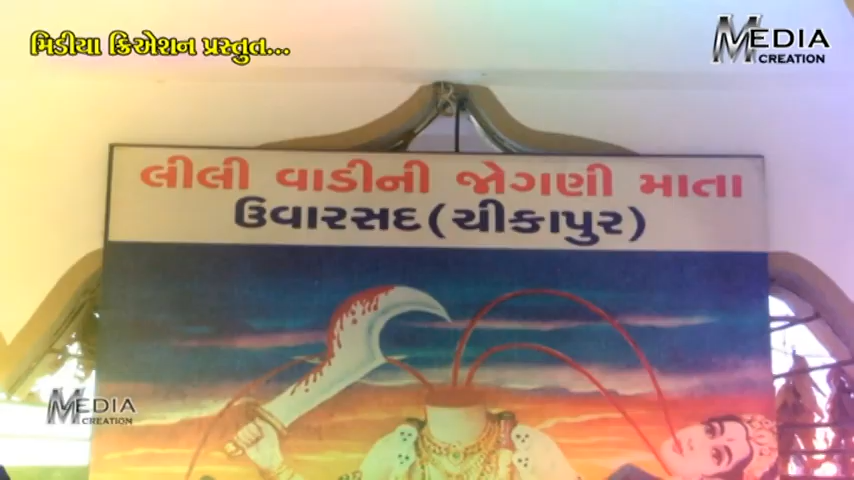 મિડીયા ક્રિએશન પ્રસ્તુત...
MEDIA
CREATION
લીલી વાડીની જોગણી માતા
ઉવારસદ(ચીકાપુર)
MEDIA
CREATION